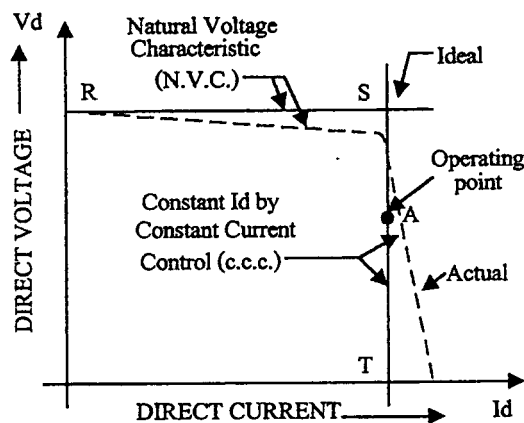 Vd
Natural Voltage
Characteristic
(N.V.C.)
Ideal
R
S
Operating
point
A
Constant Id by
Constant Current
Control (c.c.c.)
Actual
DIRECT VOLTAGE
T
DIRECT CURRENT
Id